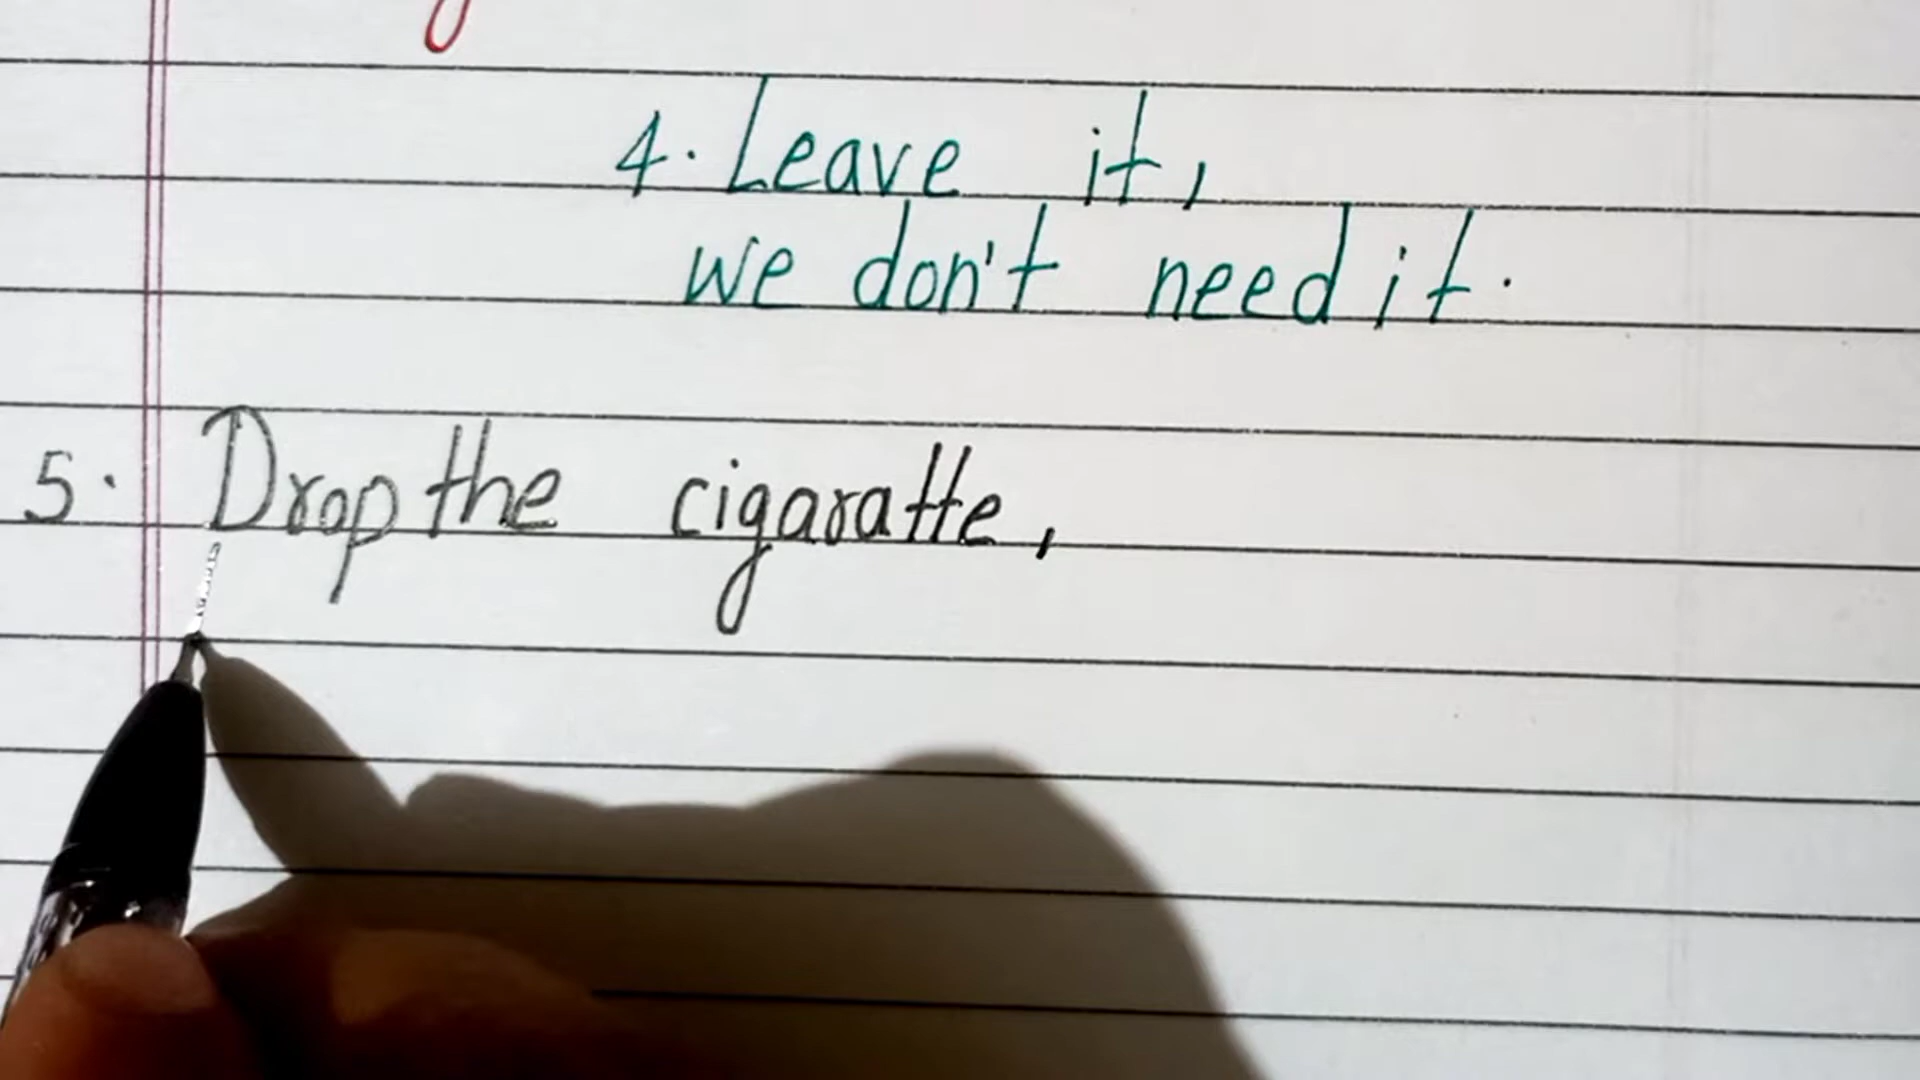 4. Leave it,
we don't need it.
5. Drop the cigaratte,